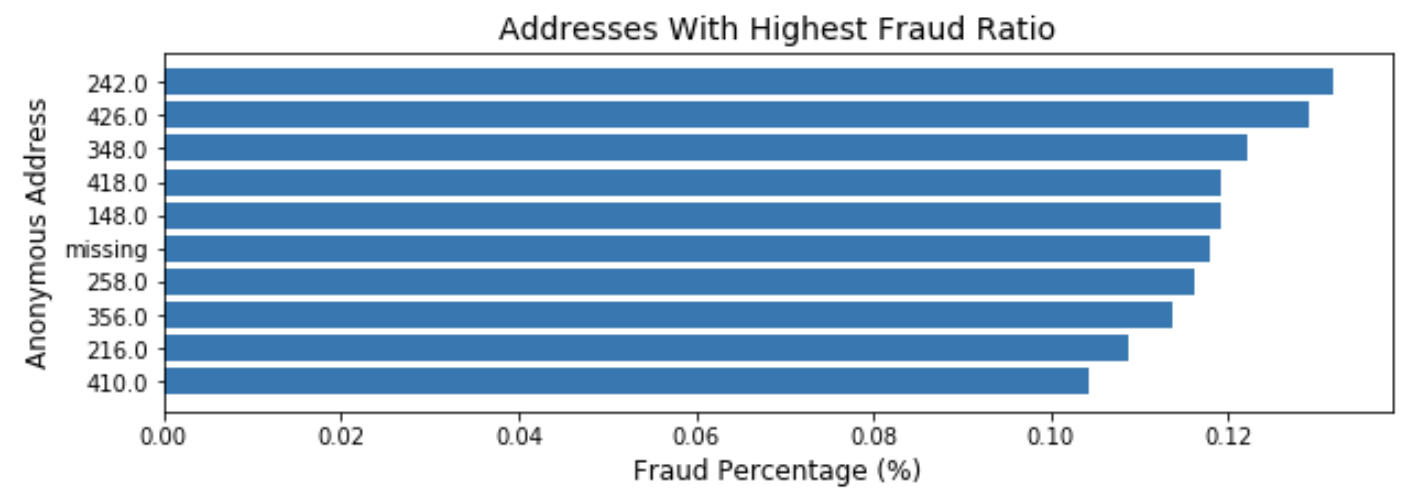 Addresses With Highest Fraud Ratio
Anonymous Address
242.0
426.0
348.0
418.0
148.0
missing
258.0
356.0
216.0
410.0
0.00 0.02 0.04 0.06 0.08 0.10 0.12
Fraud Percentage (%)